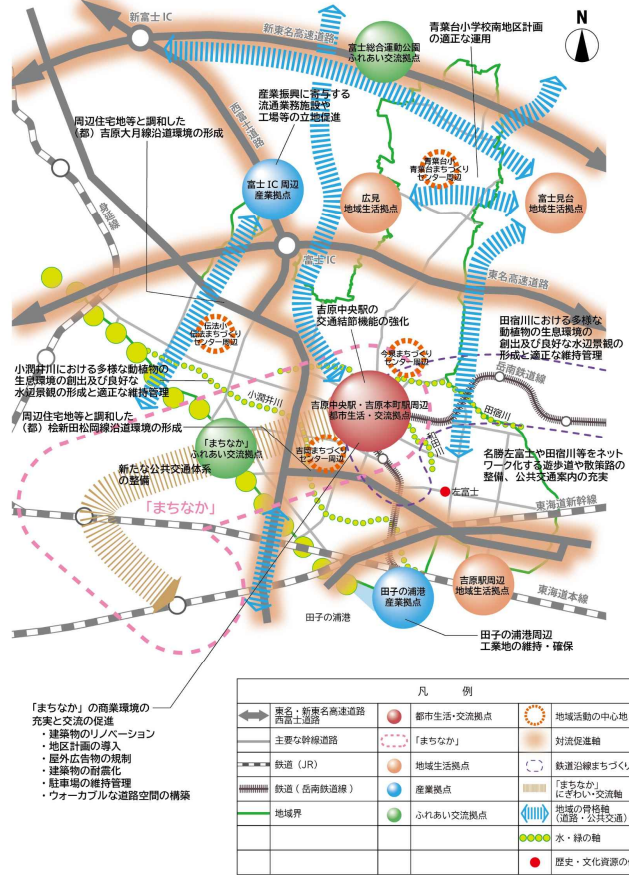 新富士IC
新東名高速道路
富士総合運動公園
ふれあい交流拠点
青葉台小学校南地区計画
の適正な運用
N
産業振興に寄与する
流通業務施設や
工場等の立地促進
周辺住宅地等と調和した
（都）吉原大月線沿道環境の形成
西富士道路
身延線
富士IC周辺
産業拠点
広見
地域生活拠点
青葉台小
青葉台まちづくり
センター周辺
富士見台
地域生活拠点
富士IC
東名高速道路
吉原中央駅の
交通結節機能の強化
伝法小
伝法まちづくり
センター周辺
今泉まちづくり
センター周辺
田宿川における多様な
動植物の生息環境の
創出及び良好な水辺景観の
形成と適正な維持管理
岳南鉄道線
小潤井川における多様な動植物の
生息環境の創出及び良好な
水辺景観の形成と適正な維持管理
小潤井川
吉原中央駅・吉原本町駅周辺
都市生活・交流拠点
田宿川
周辺住宅地等と調和した
（都）桧新田松岡線沿道環境の形成
「まちなか」
ふれあい交流拠点
吉原まちづくり
センター周辺
和田川
名勝左富士や田宿川等をネット
ワーク化する遊歩道や散策路の
整備、公共交通案内の充実
新たな公共交通体系
の整備
左富士
「まちなか」
東海道新幹線
田子の浦港
産業拠点
吉原駅周辺
地域生活拠点
東海道本線
田子の浦港
田子の浦港周辺
工業地の維持・確保
「まちなか」の商業環境の
充実と交流の促進
・建築物のリノベーション
・地区計画の導入
・屋外広告物の規制
・建築物の耐震化
・駐車場の維持管理
・ウォーカブルな道路空間の構築
凡 例
東名・新東名高速道路
西富士道路
都市生活・交流拠点
地域活動の中心地
主要な幹線道路
「まちなか」
対流促進軸
鉄道（JR）
地域生活拠点
鉄道沿線まちづく
鉄道（岳南鉄道線）
産業拠点
「まちなか」
にぎわい・交流軸
地域界
ふれあい交流拠点
地域の骨格軸
（道路・公共交通）
水・緑の軸
歴史・文化資源の